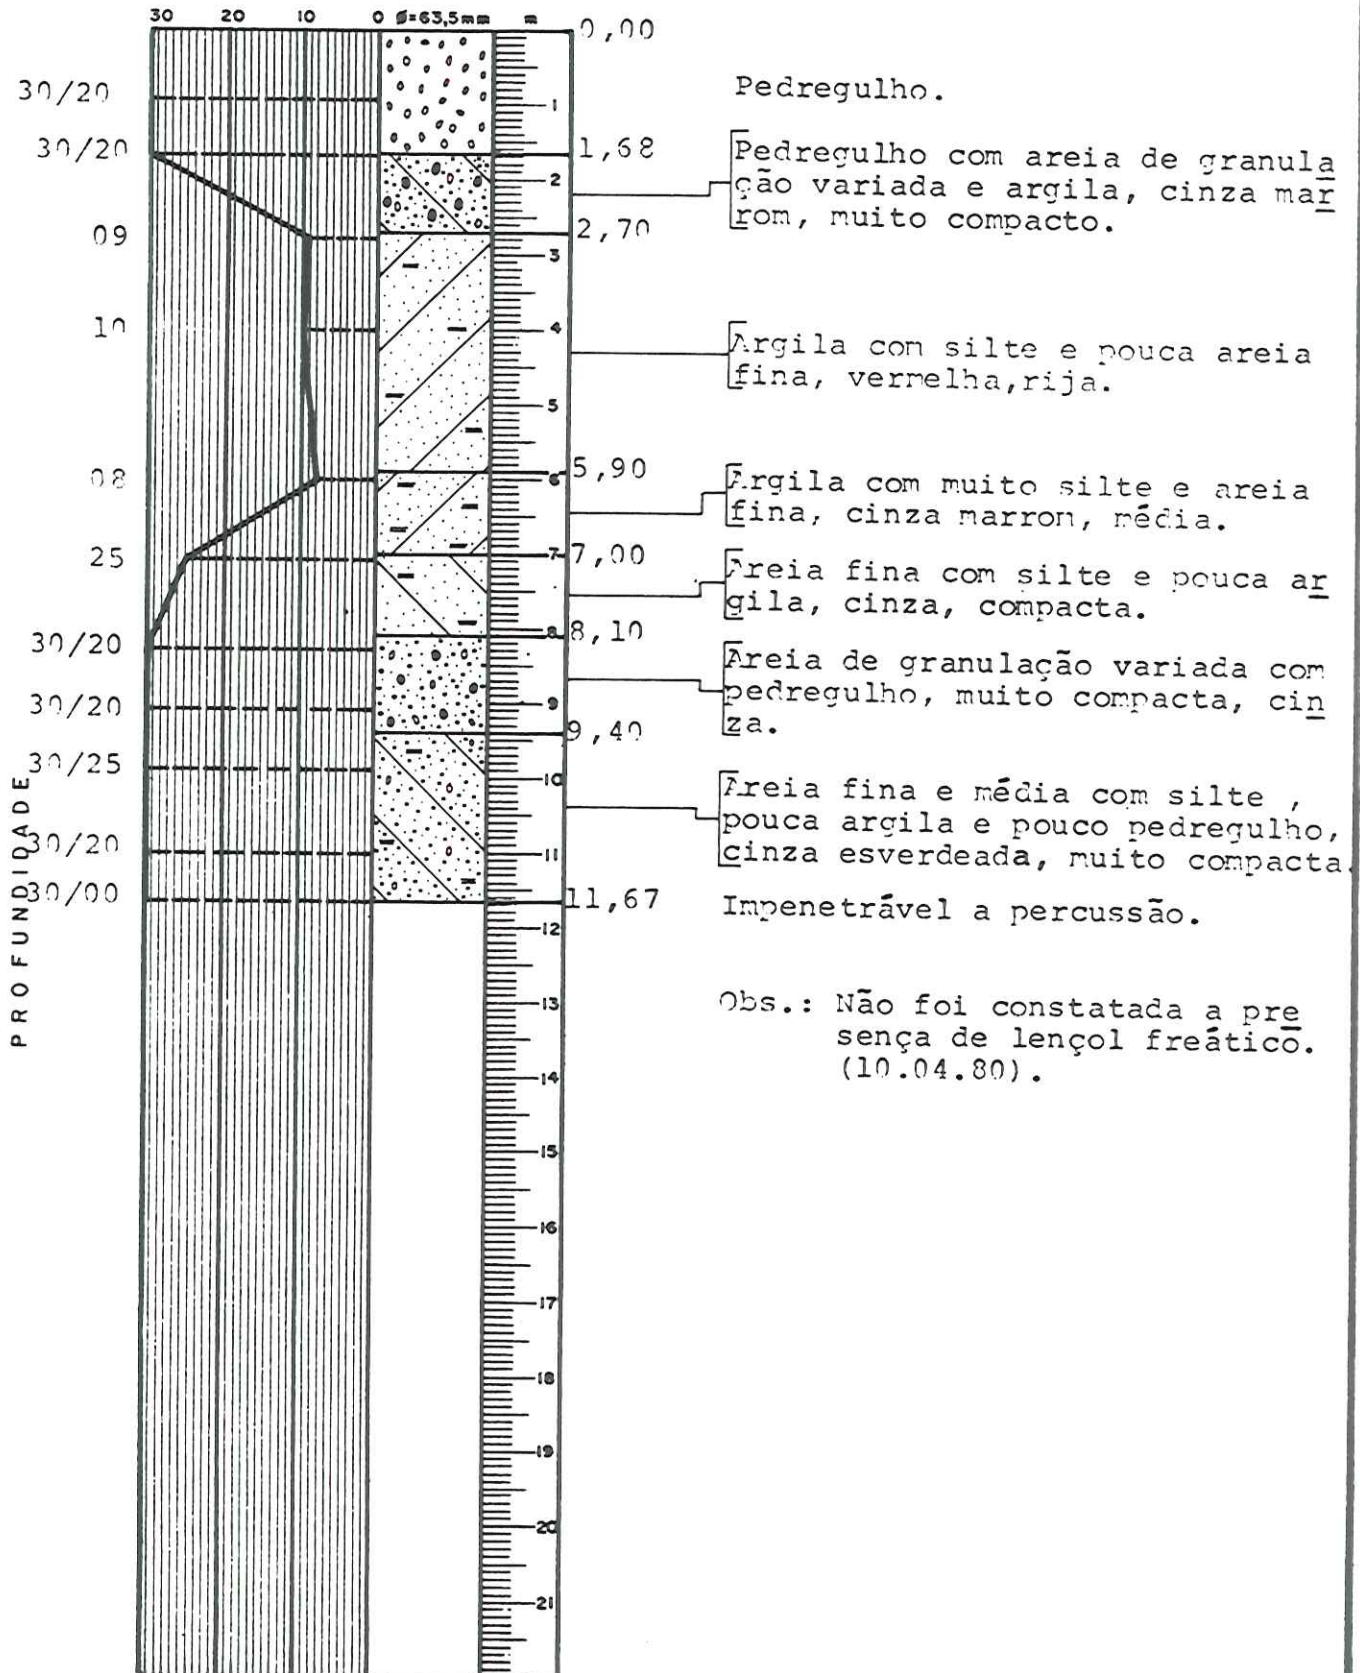 30 20 10 0 Ø=63,5mm m
0,00
30/20
Pedregulho.
1
30/20
1,68
Pedregulho com areia de granula
ção variada e argila, cinza mar
rom, muito compacto.
2
09
2,70
3
10
4
Argila com silte e pouca areia
fina, vermelha,rija.
5
08
5,90
6
Argila com muito silte e areia
fina, cinza marron, média.
25
7
7,00
Areia fina com silte e pouca ar
gila, cinza, compacta.
30/20
8
8,10
Areia de granulação variada com
pedregulho, muito compacta, cin
za.
30/20
9
9,40
30/25
10
Areia fina e média com silte ,
pouca argila e pouco pedregulho,
cinza esverdeada, muito compacta.
30/20
11
30/00
11,67
Impenetrável a percussão.
PROFUNDIDADE
12
13
Obs.: Não foi constatada a pre
sença de lençol freático.
(10.04.80).
14
15
16
17
18
19
20
21